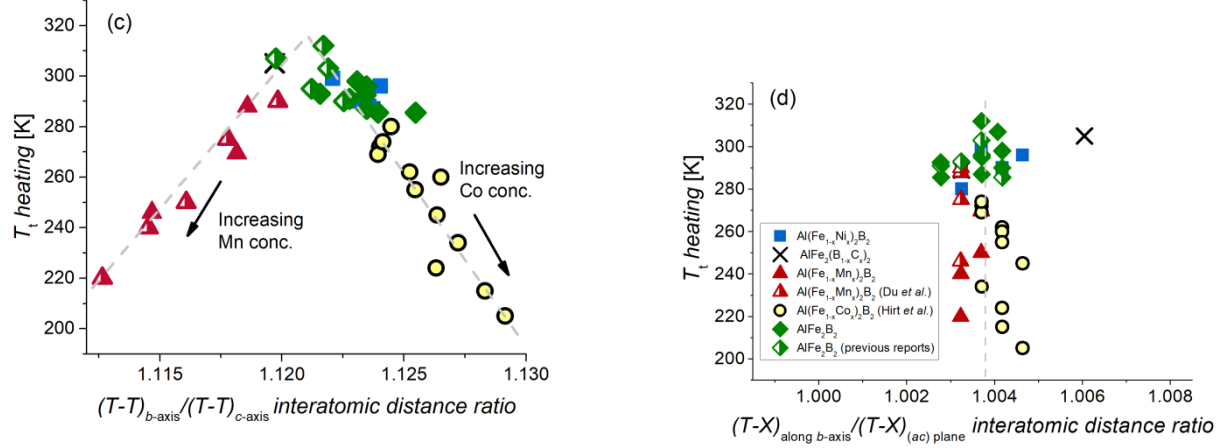 (c)
T_t heating [K]
320
300
280
260
240
220
200
Increasing
Mn conc.
Increasing
Co conc.
1.115
1.120
1.125
1.130
(T-T)_b-axis/(T-T)_c-axis interatomic distance ratio
(d)
T_t heating [K]
320
300
280
260
240
220
200
Al(Fe_1-xNi_x)_2B_2
AlFe_2(B_1-xC_x)_2
Al(Fe_1-xMn_x)_2B_2
Al(Fe_1-xMn_x)_2B_2 (Du et al.)
Al(Fe_1-xCo_x)_2B_2 (Hirt et al.)
AlFe_2B_2
AlFe_2B_2 (previous reports)
1.000
1.002
1.004
1.006
1.008
(T-X)_along b-axis/(T-X)_(ac) plane interatomic distance ratio